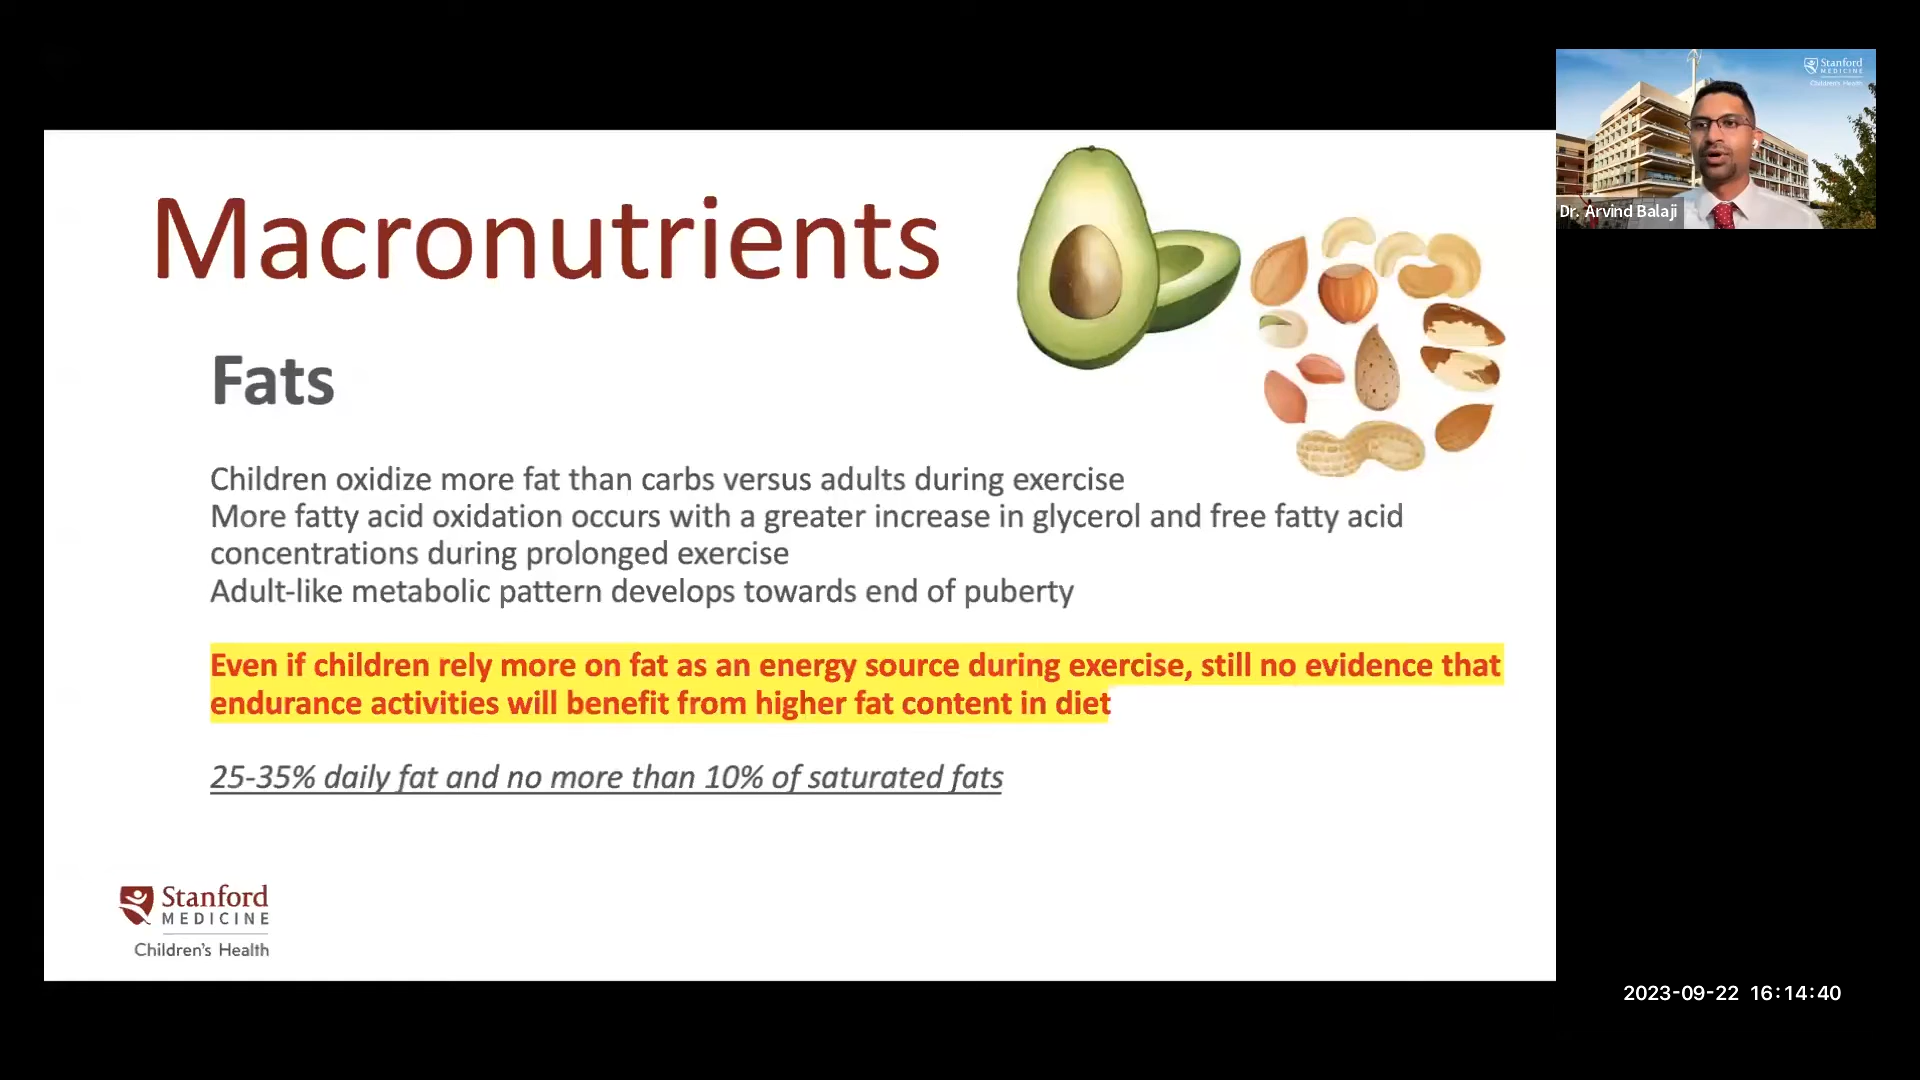 Stanford
MEDICINE
Children's Health
Dr. Arvind Balaji
Macronutrients
Fats
Children oxidize more fat than carbs versus adults during exercise
More fatty acid oxidation occurs with a greater increase in glycerol and free fatty acid
concentrations during prolonged exercise
Adult-like metabolic pattern develops towards end of puberty
Even if children rely more on fat as an energy source during exercise, still no evidence that
endurance activities will benefit from higher fat content in diet
25-35% daily fat and no more than 10% of saturated fats
Stanford
MEDICINE
Children's Health
2023-09-22 16:14:40